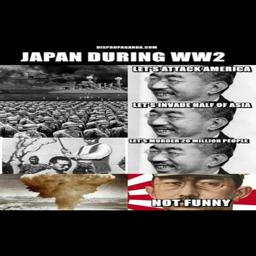 DISPROPAGANDA.COM
JAPAN DURING WW2
LET'S ATTACK AMERICA
LET'S INVADE HALF OF ASIA
LET'S MURDER 20 MILLION PEOPLE
NOT FUNNY